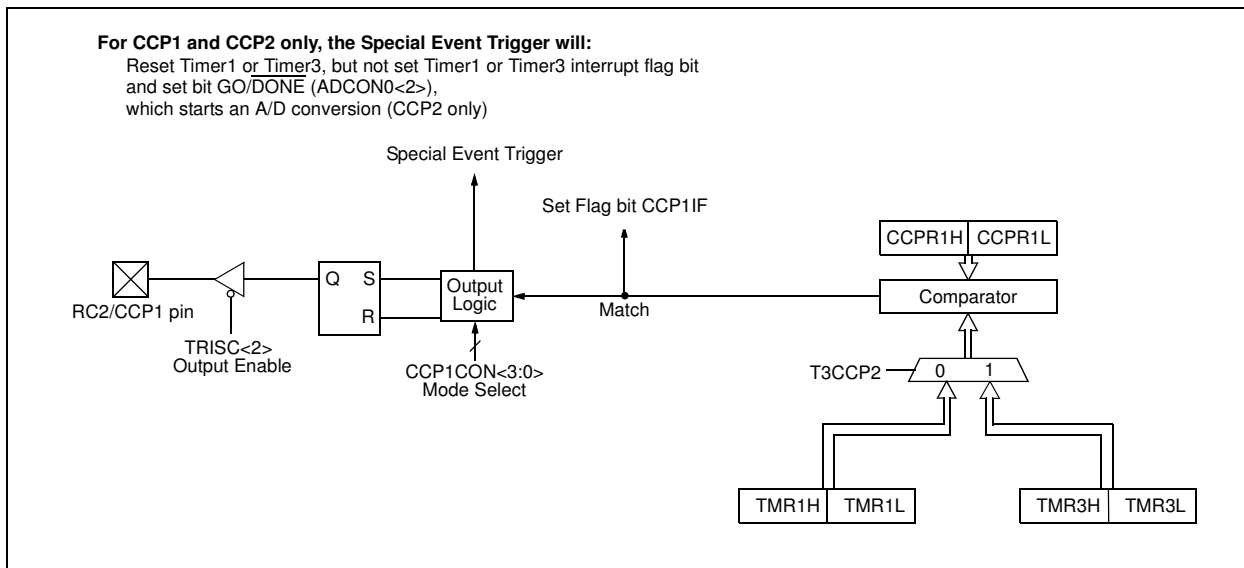 For CCP1 and CCP2 only, the Special Event Trigger will:
Reset Timer1 or Timer3, but not set Timer1 or Timer3 interrupt flag bit
and set bit GO/DONE (ADCON0<2>),
which starts an A/D conversion (CCP2 only)
Special Event Trigger
Set Flag bit CCP1IF
CCPR1H CCPR1L
Q S
R
Output
Logic
Comparator
RC2/CCP1 pin
Match
TRISC<2>
Output Enable
CCP1CON<3:0>
Mode Select
T3CCP2
0 1
TMR1H TMR1L
TMR3H TMR3L